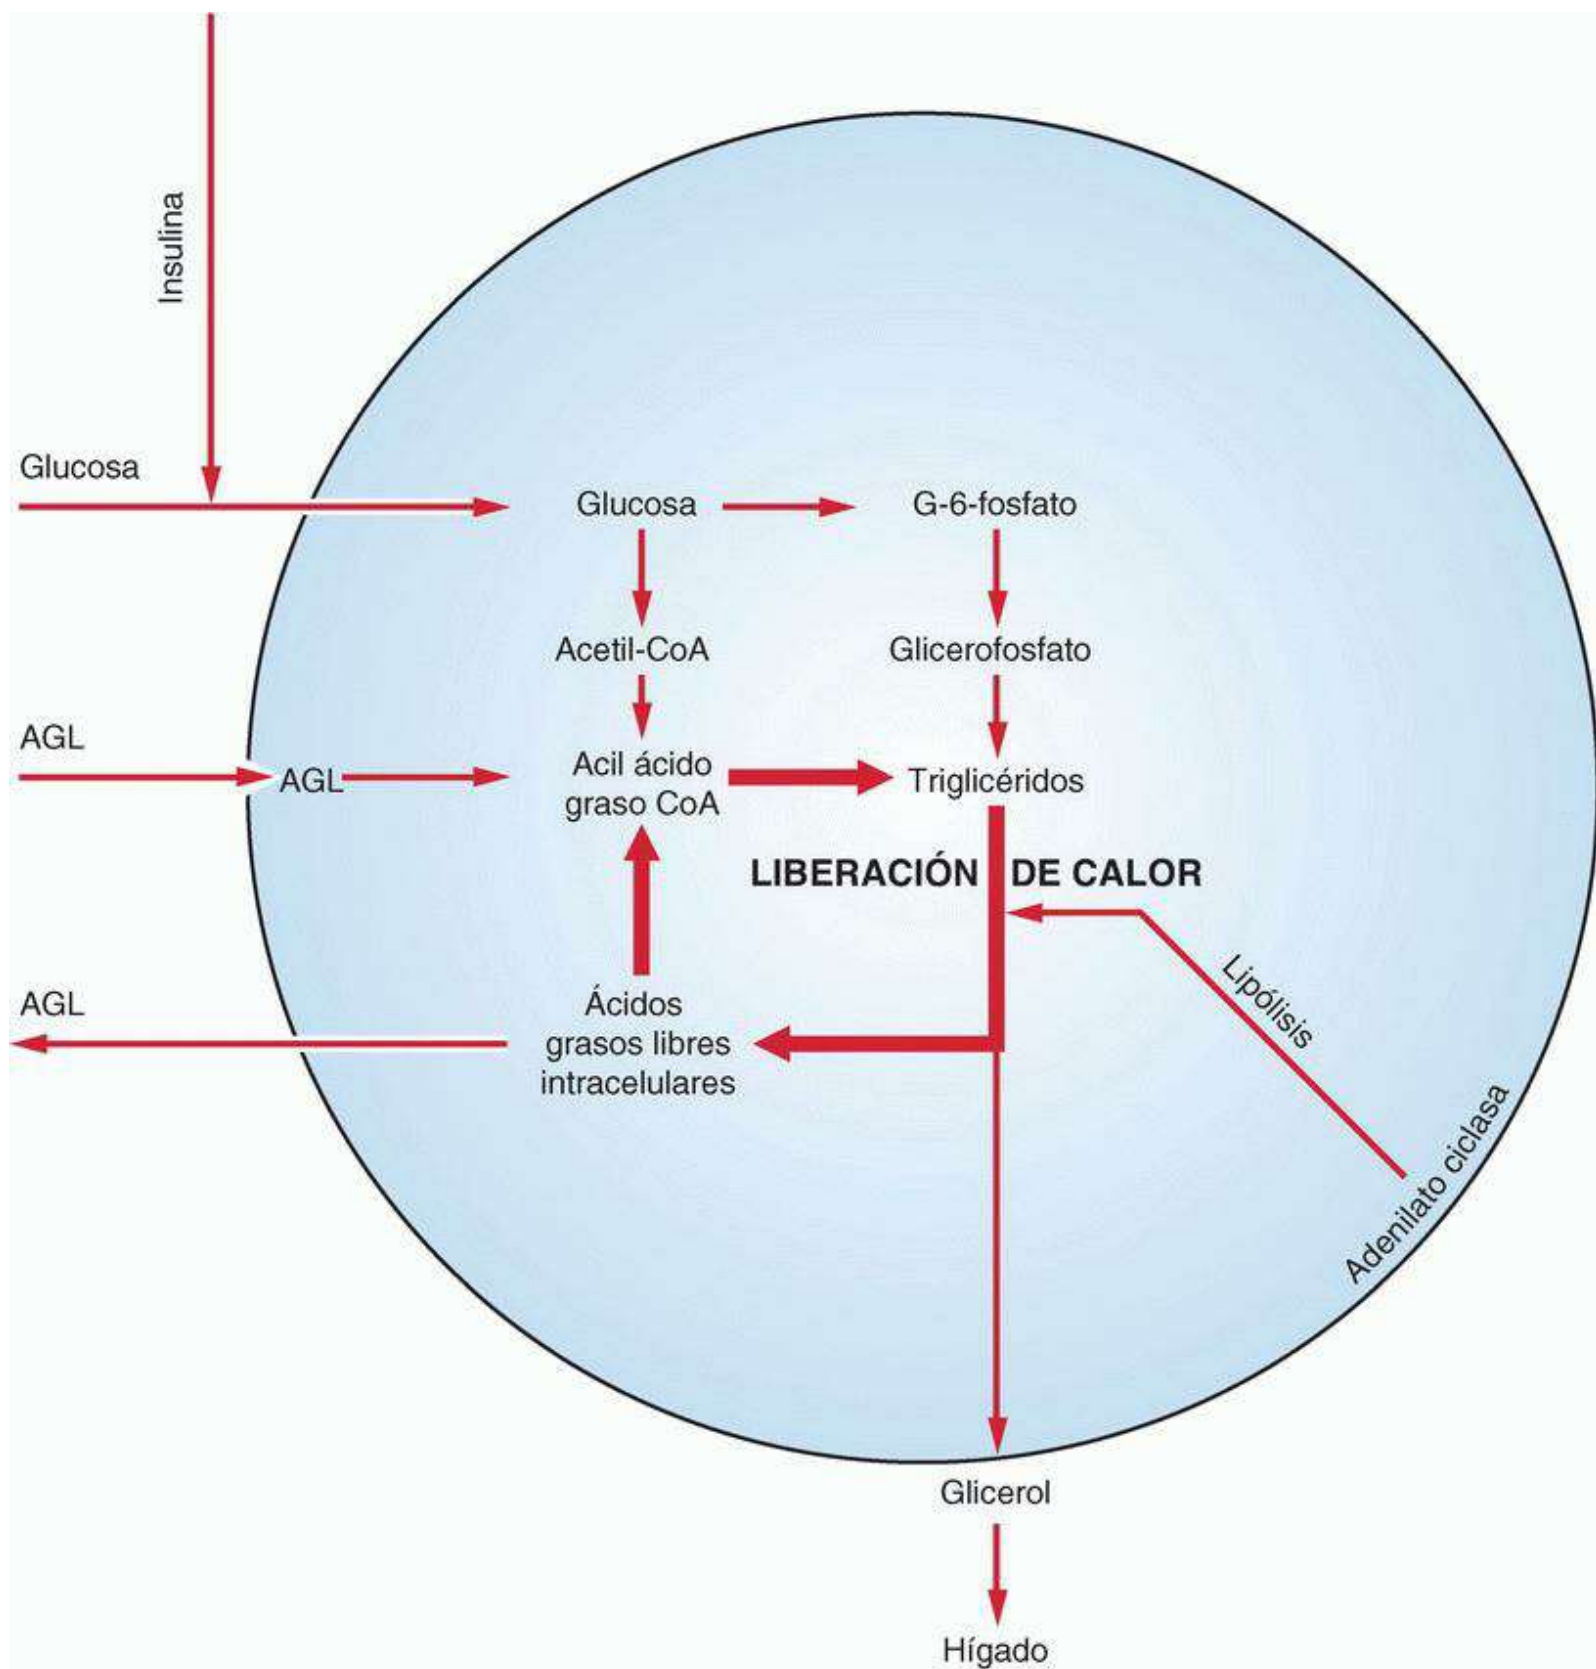 Insulina
Glucosa
Glucosa
G-6-fosfato
Acetil-CoA
Glicerofosfato
AGL
AGL
Acil ácido
graso CoA
Triglicéridos
LIBERACIÓN DE CALOR
Lipólisis
AGL
Ácidos
grasos libres
intracelulares
Adenilato ciclasa
Glicerol
Hígado